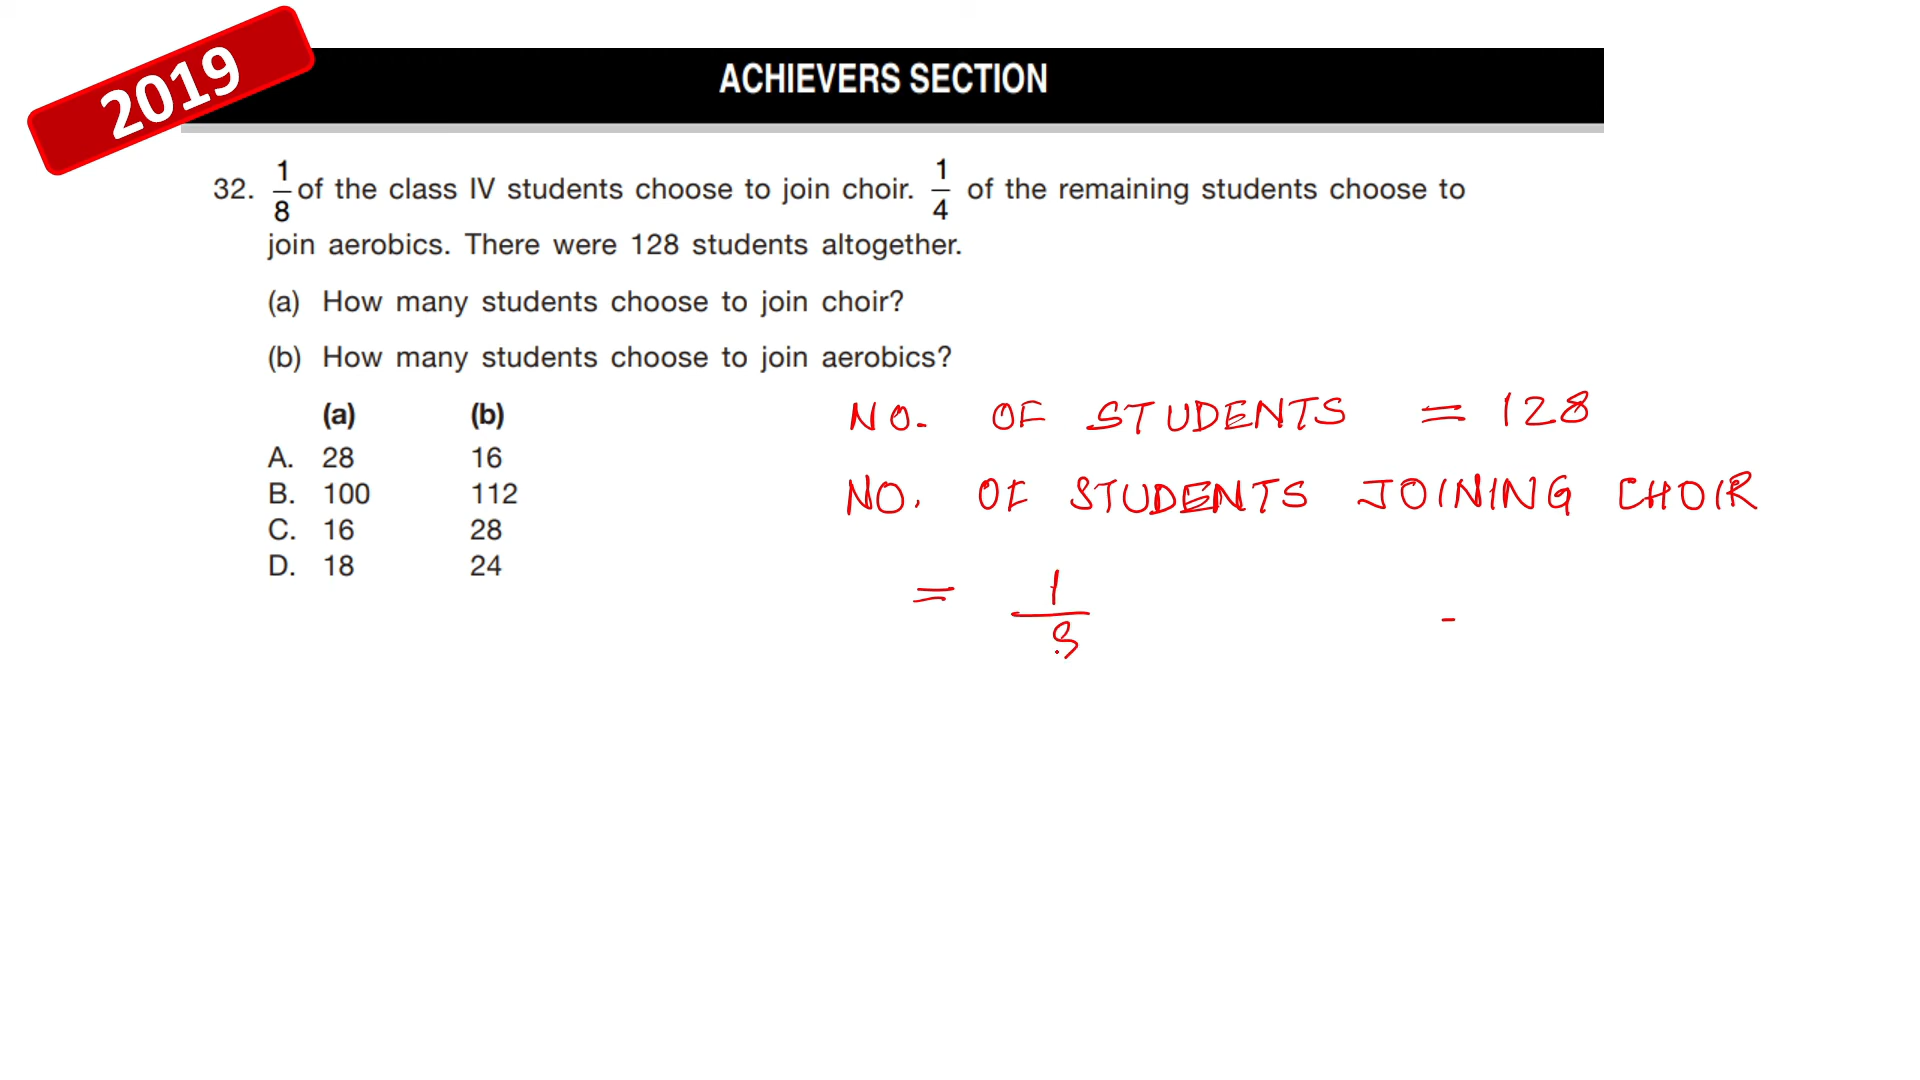 2019
ACHIEVERS SECTION
32. 1/8 of the class IV students choose to join choir. 1/4 of the remaining students choose to
join aerobics. There were 128 students altogether.
(a) How many students choose to join choir?
(b) How many students choose to join aerobics?
(a) (b)
A. 28 16
B. 100 112
C. 16 28
D. 18 24
NO. OF STUDENTS = 128
NO. OF STUDENTS JOINING CHOIR
= 1/8 -